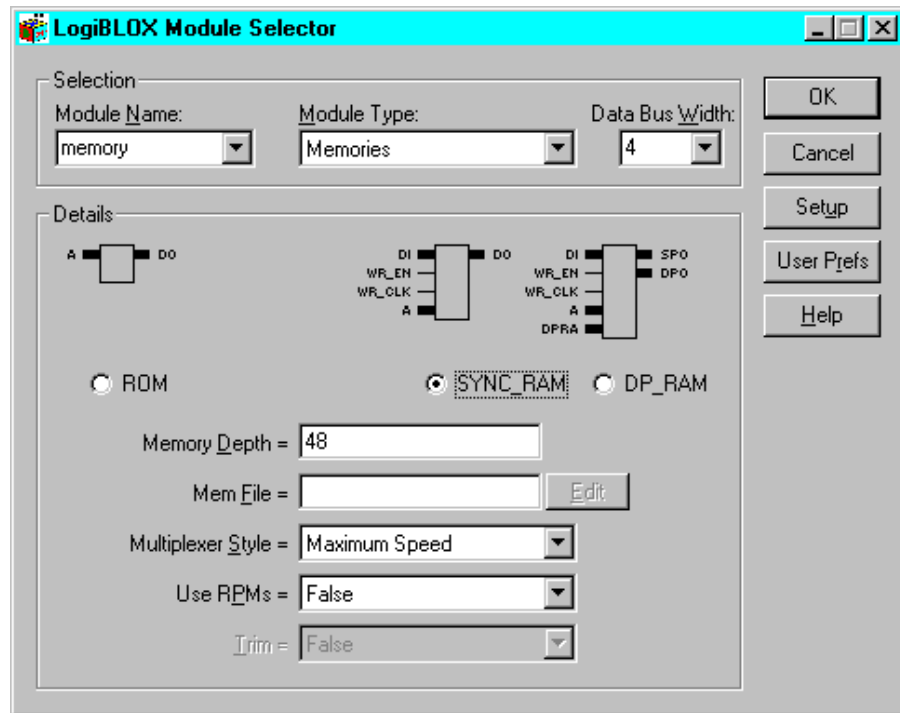 LogiBLOX Module Selector
Selection
Module Name: Module Type: Data Bus Width:
memory Memories 4
OK
Cancel
Setup
User Prefs
Help
Details
A DO
DI DO
WR_EN
WR_CLK
A
DI SPO
WR_EN DPO
WR_CLK
A
DPRA
ROM SYNC_RAM DP_RAM
Memory Depth = 48
Mem File = Edit
Multiplexer Style = Maximum Speed
Use RPMs = False
Trim = False